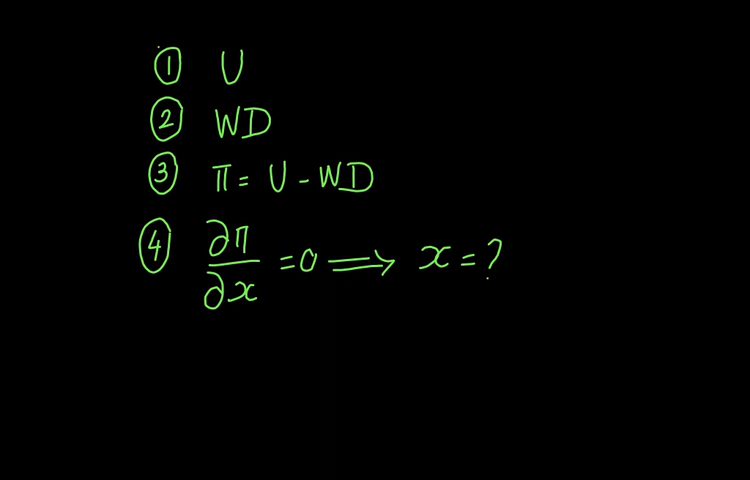 ① U
② WD
③ π = U - WD
④ ∂π/∂x = 0 ⟹ x = ?